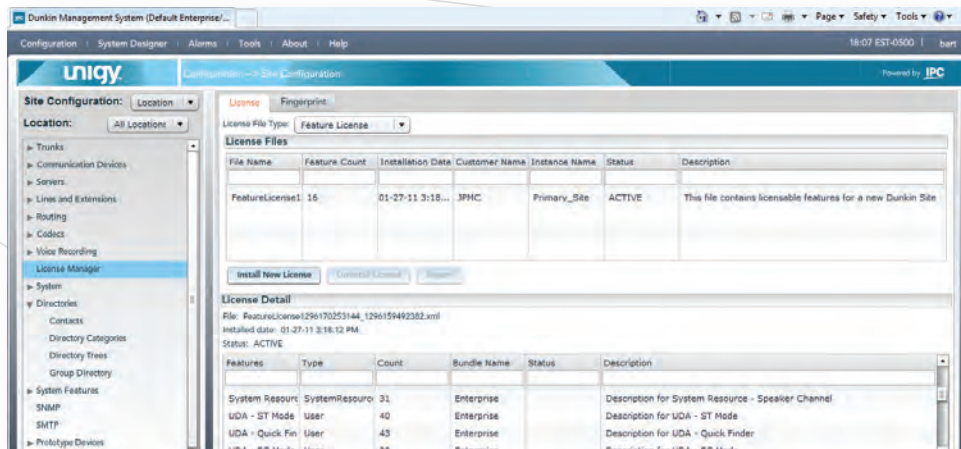 Dunkin Management System (Default Enterprise/...
Page Safety Tools
Configuration System Designer Alarms Tools About Help
18:07 EST-0500 bart
unigy
Configuration --> Site Configuration
Powered by IPC
Site Configuration: Location
Location: All Locations
Trunks
Communication Devices
Servers
Lines and Extensions
Routing
Codecs
Voice Recording
License Manager
System
Directories
Contacts
Directory Categories
Directory Trees
Group Directory
System Features
SNMP
SMTP
Prototype Devices
License Fingerprint
License File Type: Feature License
License Files
File Name Feature Count Installation Date Customer Name Instance Name Status Description
FeatureLicense1 16 01-27-11 3:18... JPMC Primary_Site ACTIVE This file contains licensable features for a new Dunkin Site
Install New License Uninstall License
License Detail
File: FeatureLicense1296170253144_1296159492382.xml
Installed date: 01-27-11 3:18:12 PM
Status: ACTIVE
Features Type Count Bundle Name Status Description
System Resourc SystemResource 31 Enterprise Description for System Resource - Speaker Channel
UDA - ST Mode User 40 Enterprise Description for UDA - ST Mode
UDA - Quick Fin User 43 Enterprise Description for UDA - Quick Finder